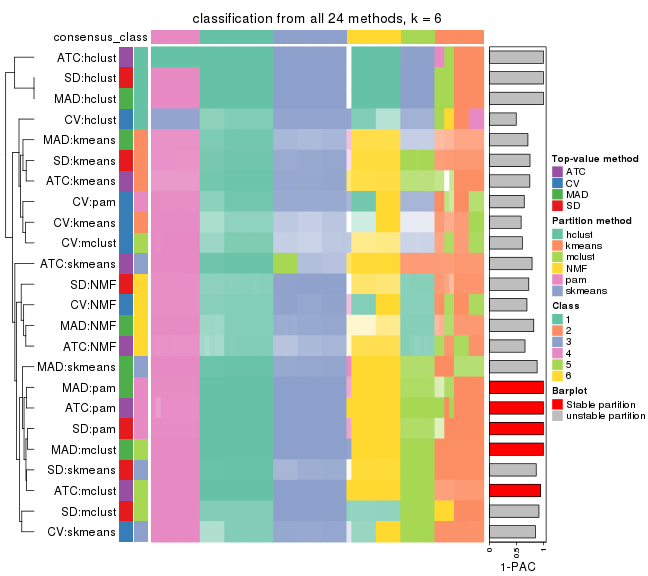 classification from all 24 methods, k = 6
consensus_class
ATC:hclust
SD:hclust
MAD:hclust
CV:hclust
MAD:kmeans
SD:kmeans
ATC:kmeans
CV:pam
CV:kmeans
CV:mclust
ATC:skmeans
SD:NMF
CV:NMF
MAD:NMF
ATC:NMF
MAD:skmeans
MAD:pam
ATC:pam
SD:pam
MAD:mclust
SD:skmeans
ATC:mclust
SD:mclust
CV:skmeans
0
0.5
1
1-PAC
Top-value method
ATC
CV
MAD
SD
Partition method
hclust
kmeans
mclust
NMF
pam
skmeans
Class
1
2
3
4
5
6
Barplot
Stable partition
unstable partition